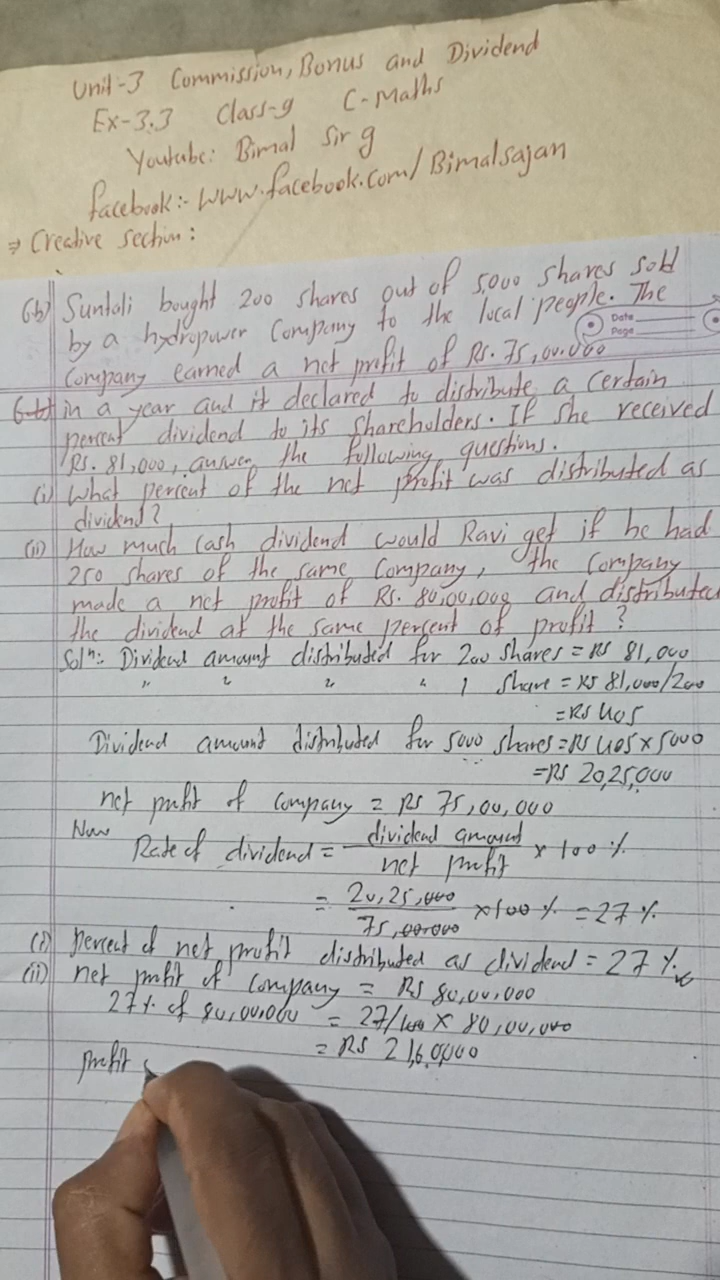 Unit-3 Commission, Bonus and Dividend
Ex-3.3 Class-9 C-Maths
Youtube: Bimal Sir g
facebook:- www.facebook.com/Bimalsajan
⇒ Creative section:
6b) Suntali bought 200 shares out of 5,000 shares sold
by a hydropower Company to the local people. The
Date
Page
Company earned a net profit of Rs. 75,00,000
in a year and it declared to distribute a certain
percent dividend to its shareholders. If she received
Rs. 81,000, answer the following questions.
(i) What percent of the net profit was distributed as
dividend?
(ii) How much cash dividend would Ravi get if he had
250 shares of the same company, the company
made a net profit of Rs. 80,00,000 and distributed
the dividend at the same percent of profit?
Solⁿ: Dividend amount distributed for 200 shares = RS 81,000
" " " " 1 share = RS 81,000/200
= RS 405
Dividend amount distributed for 5000 shares = RS 405 × 5000
= RS 20,25,000
net profit of company = RS 75,00,000
Now
Rate of dividend = dividend amount / net profit × 100 %
= 20,25,000 / 75,00,000 × 100 % = 27 %
(i) Percent of net profit distributed as dividend = 27 %
(ii) net profit of company = RS 80,00,000
27% of 80,00,000 = 27/100 × 80,00,000
= RS 21,60,000
profit